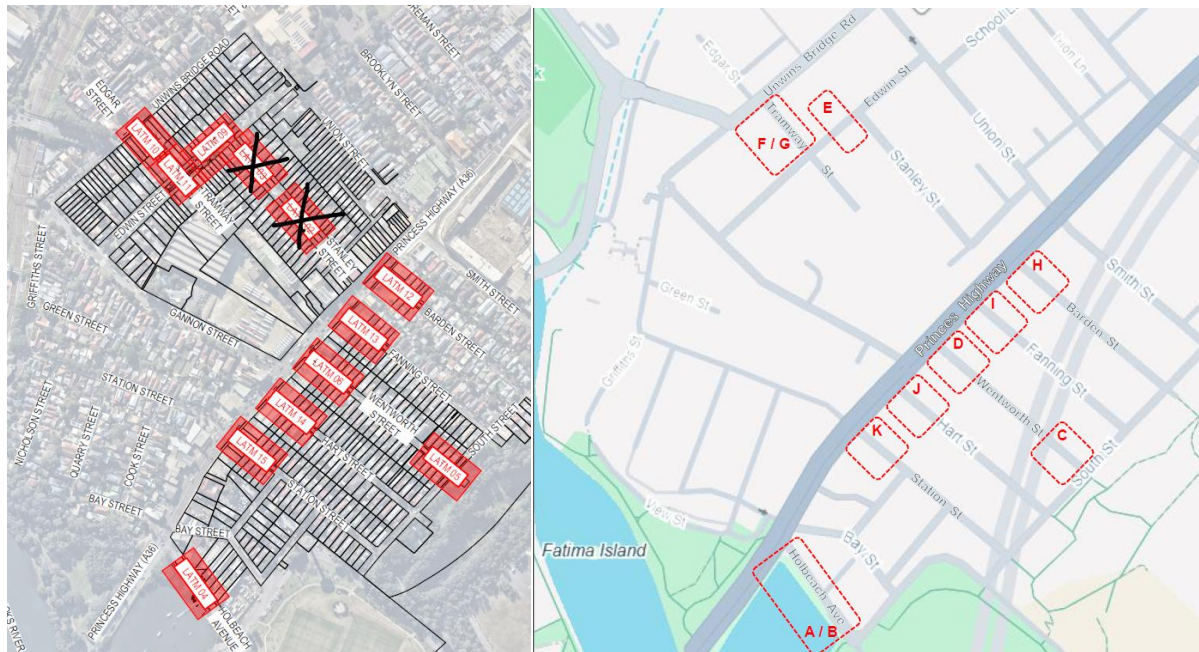 EDGAR STREET
UNWINS BRIDGE ROAD
BROOKLYN STREET
UNION STREET
LATM 10
LATM 11
LATM 09
TRAMWAY STREET
EDWIN STREET
STANLEY STREET
PRINCESS HIGHWAY (A36)
SMITH STREET
GRIFFITHS STREET
GREEN STREET
GANNON STREET
LATM 12
BARDEN STREET
LATM 13
FANNING STREET
LATM 06
WENTWORTH STREET
LATM 14
HART STREET
SOUTH STREET
LATM 15
LATM 05
STATION STREET
NICHOLSON STREET
QUARRY STREET
COOK STREET
BAY STREET
STATION STREET
BAY STREET
LATM 04
PRINCESS HIGHWAY (A36)
HOLBEACH AVENUE
Edgar St
Unwins Bridge Rd
Edwin St
Tramway St
F / G
E
Union St
Stanley St
Princes Highway
Smith St
H
Barden St
I
Fanning St
D
Wentworth St
J
Hart St
K
C
South St
Green St
Griffiths St
Station St
View St
Bay St
Fatima Island
Holbeach Ave
A / B